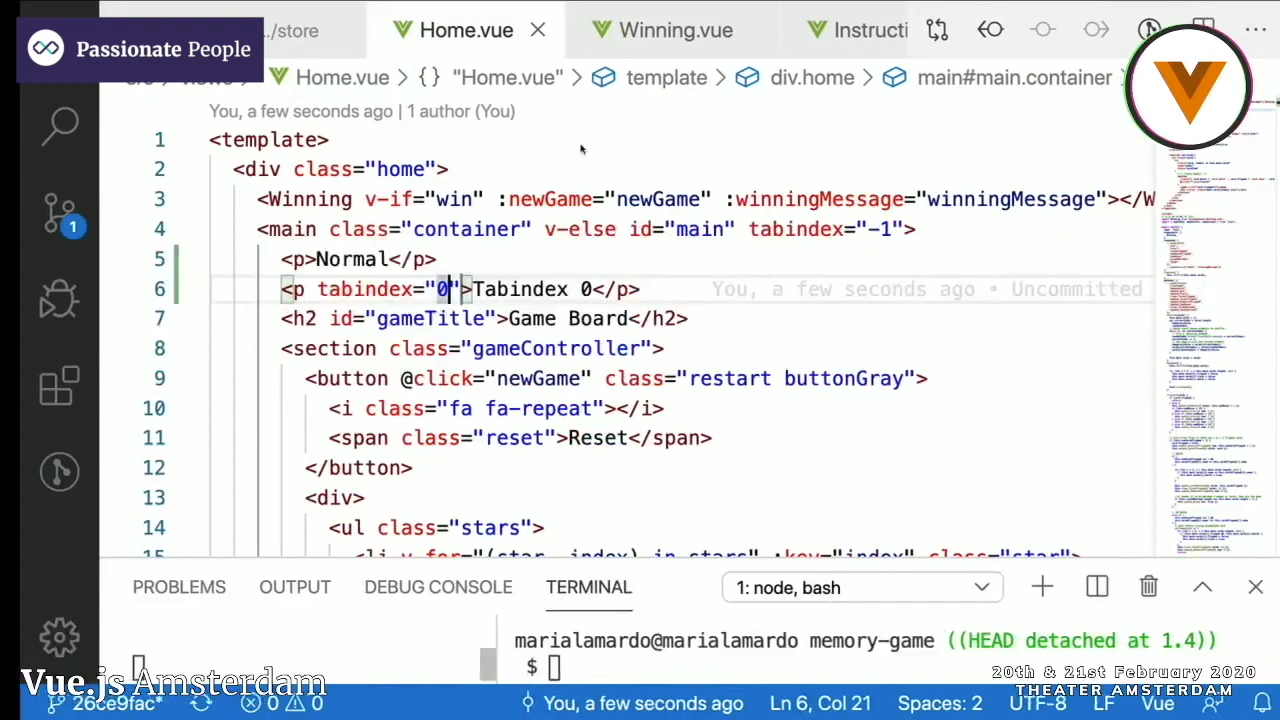 Passionate People
../store
Home.vue
Winning.vue
Instructi
Home.vue > {} "Home.vue" > template > div.home > main#main.container
You, a few seconds ago | 1 author (You)
1 <template>
2 <div class="home">
3 <Winning v-if="win" :newGame="newGame" :winningMessage="winningMessage"></W
4 <main class="container" v-else id="main" tabindex="-1">
5 <p>Normal</p>
6 <p tabindex="0">Tabindex 0</p> You, a few seconds ago • Uncommitted
7 <h2 id="gameTitle">Game Board</h2>
8 <span class="game controller">
9 <button @click="newGame" class="restart buttonGray">
10 <i class="fa fa-repeat"></i>
11 <span class="reset">Reset</span>
12 </button>
13 <div>
14 <ul class="stars">
15
PROBLEMS OUTPUT DEBUG CONSOLE TERMINAL 1: node, bash
marialamardo@marialamardo memory-game ((HEAD detached at 1.4))
$
Vue.js Amsterdam
20th & 21st February 2020
THEATER AMSTERDAM
26ce9fac* 0 0 You, a few seconds ago Ln 6, Col 21 Spaces: 2 UTF-8 LF Vue
1